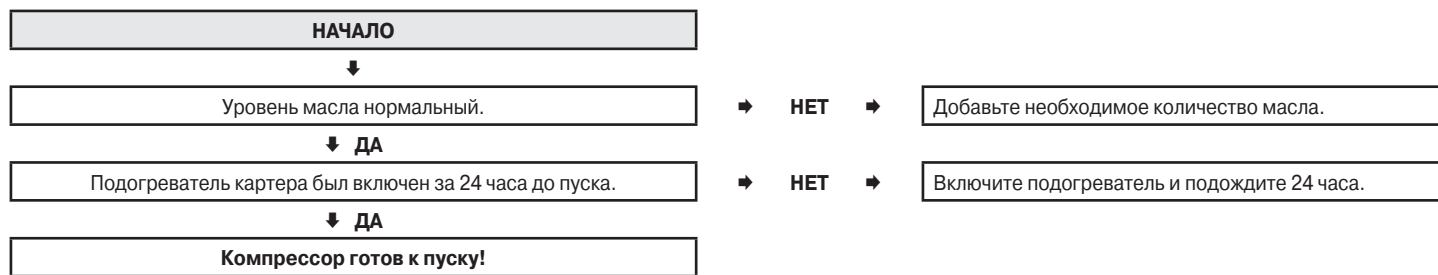 НАЧАЛО
Уровень масла нормальный. НЕТ Добавьте необходимое количество масла.
ДА
Подогреватель картера был включен за 24 часа до пуска. НЕТ Включите подогреватель и подождите 24 часа.
ДА
Компрессор готов к пуску!